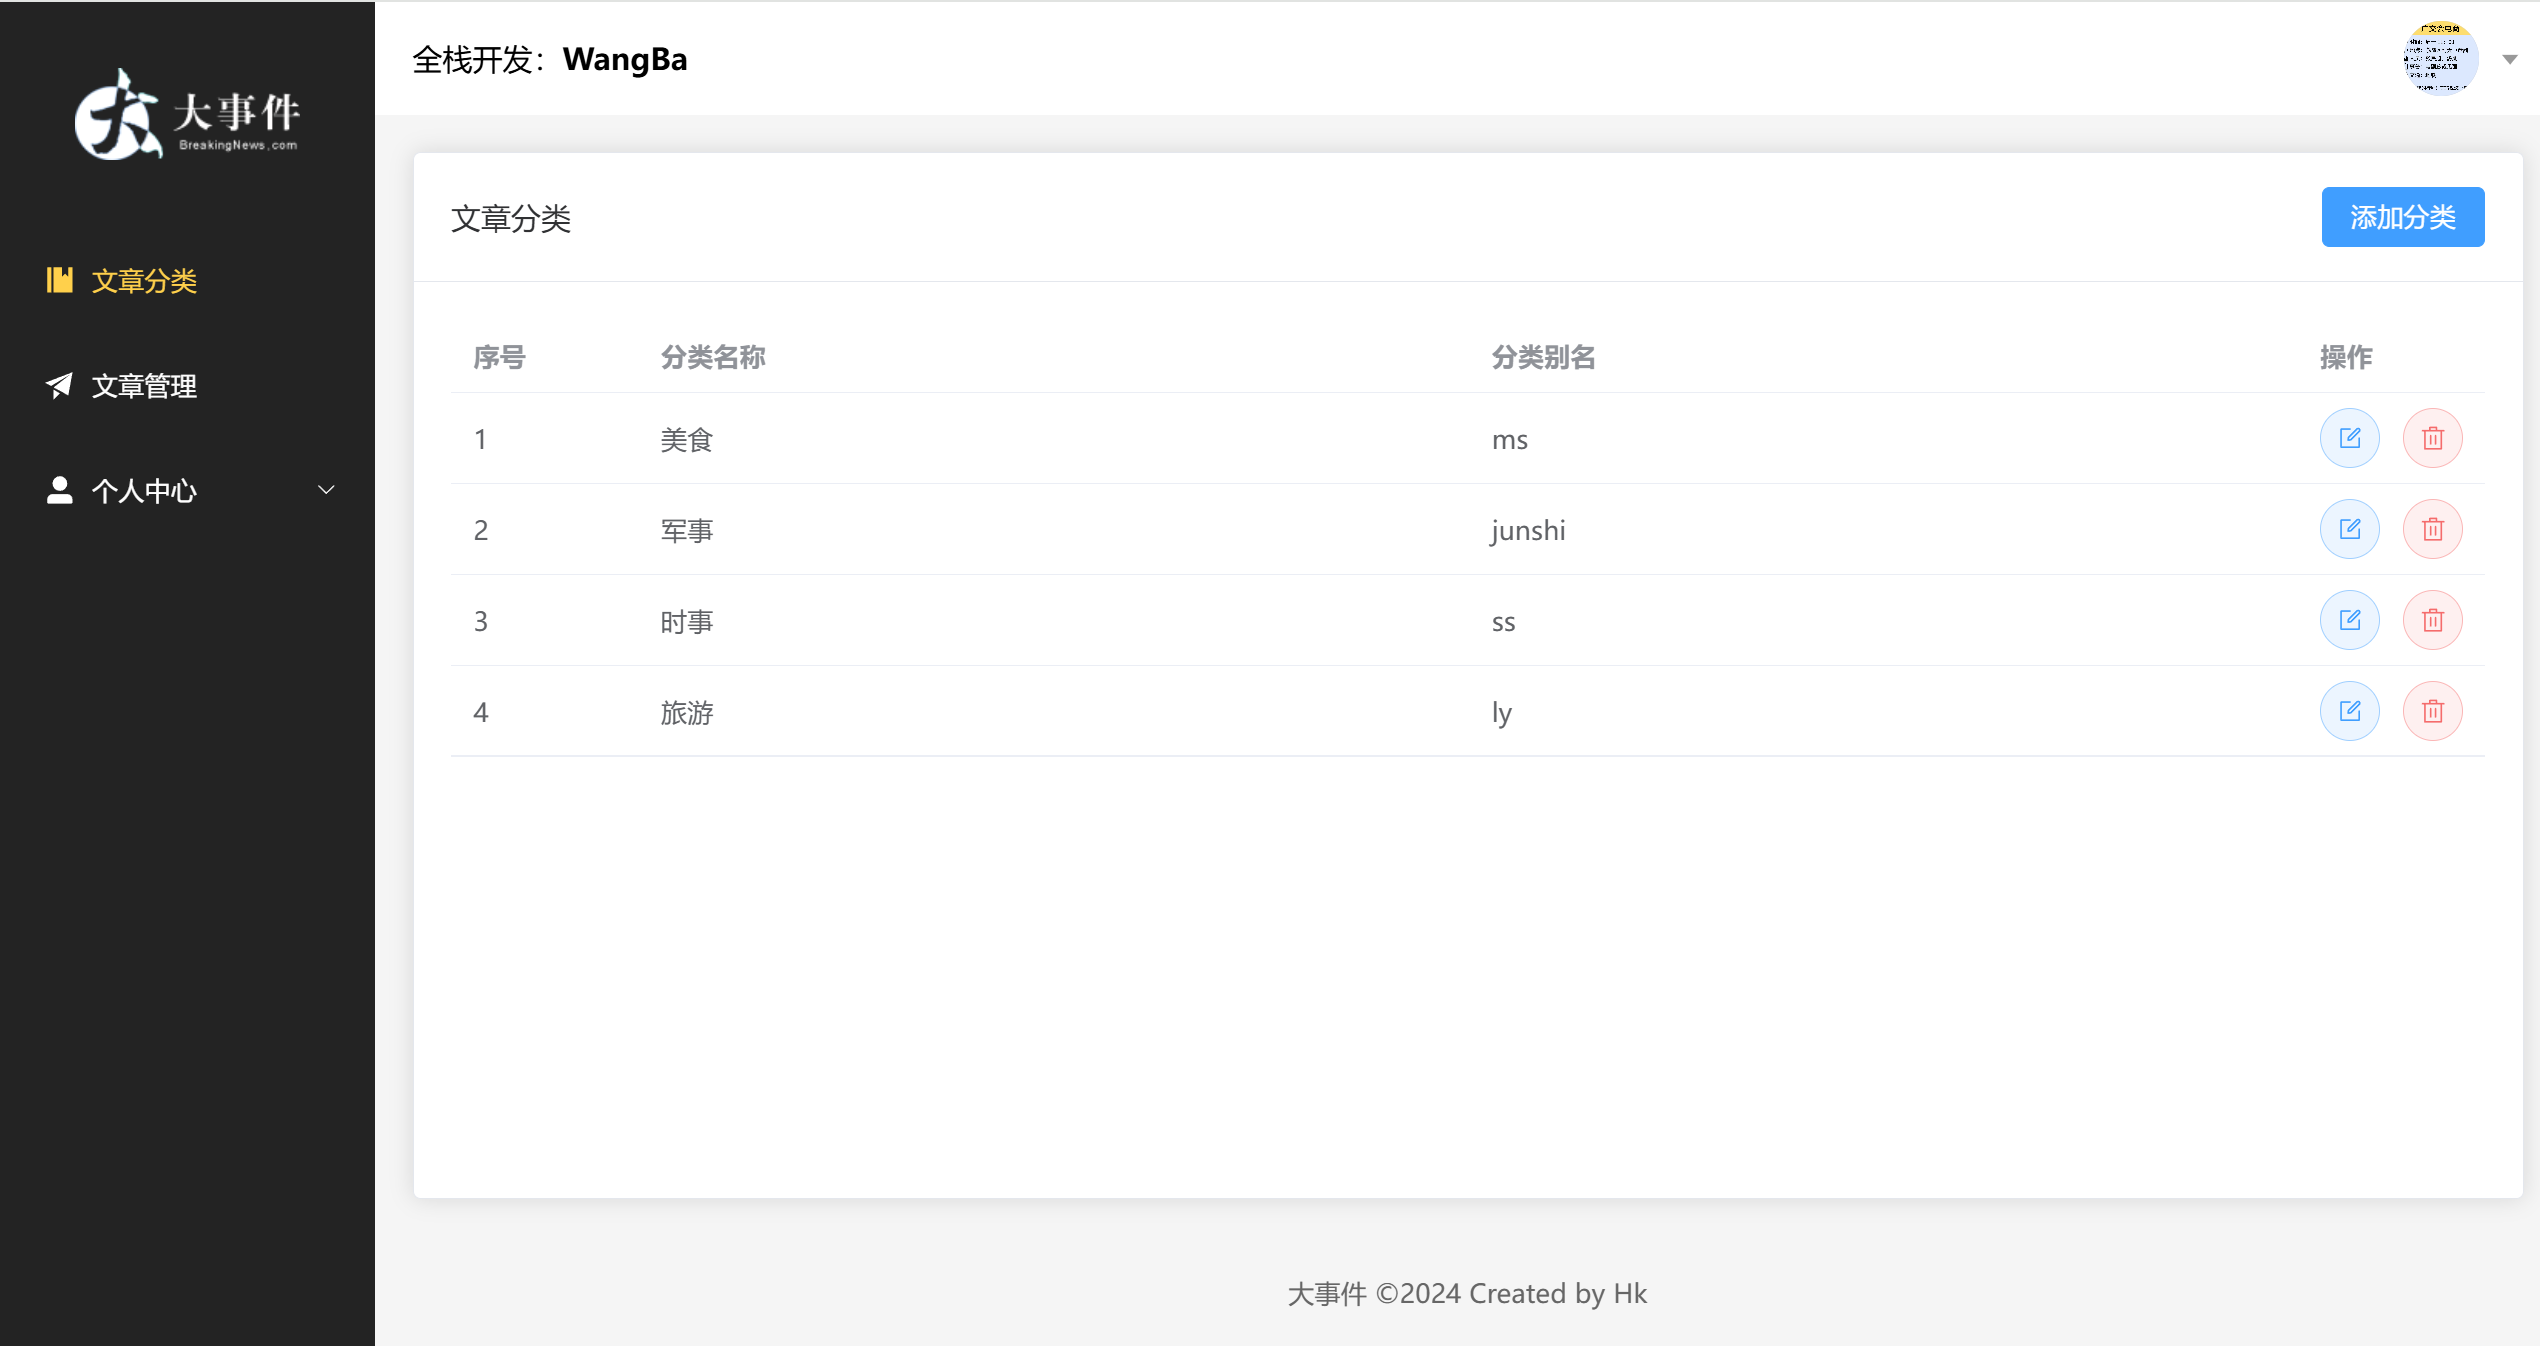 大事件
BreakingNews.com
文章分类
文章管理
个人中心
全栈开发：WangBa
文章分类
添加分类
序号 分类名称 分类别名 操作
1 美食 ms
2 军事 junshi
3 时事 ss
4 旅游 ly
大事件 ©2024 Created by Hk